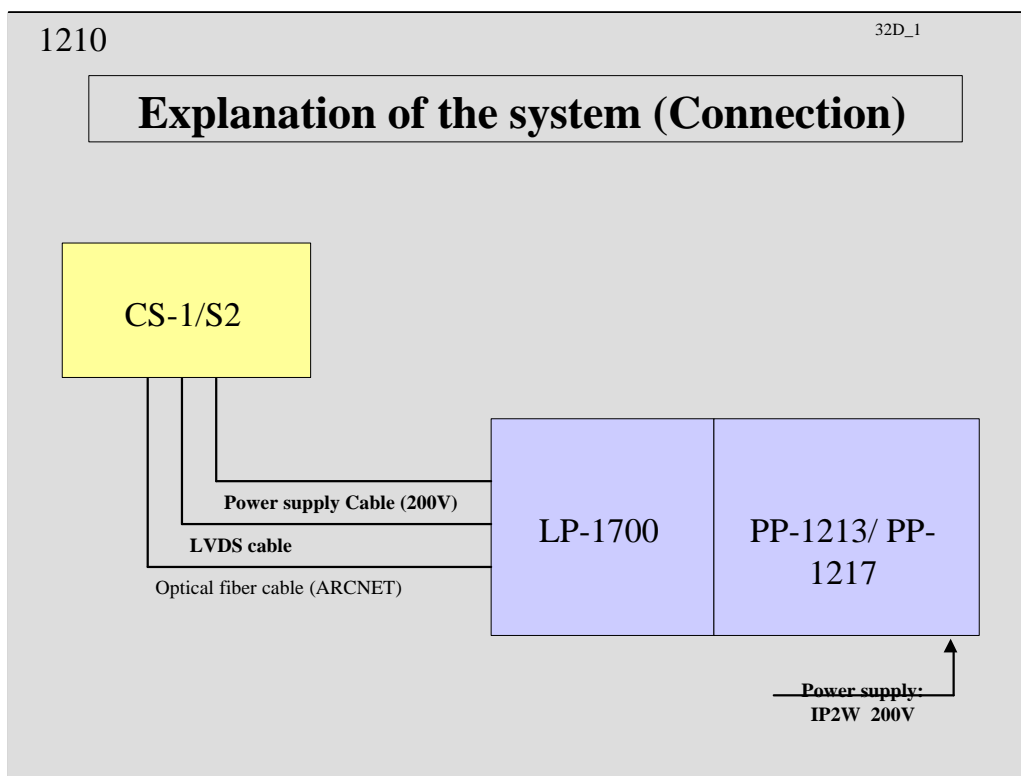 1210
32D_1
Explanation of the system (Connection)
CS-1/S2
Power supply Cable (200V)
LVDS cable
Optical fiber cable (ARCNET)
LP-1700
PP-1213/ PP-
1217
Power supply:
IP2W 200V